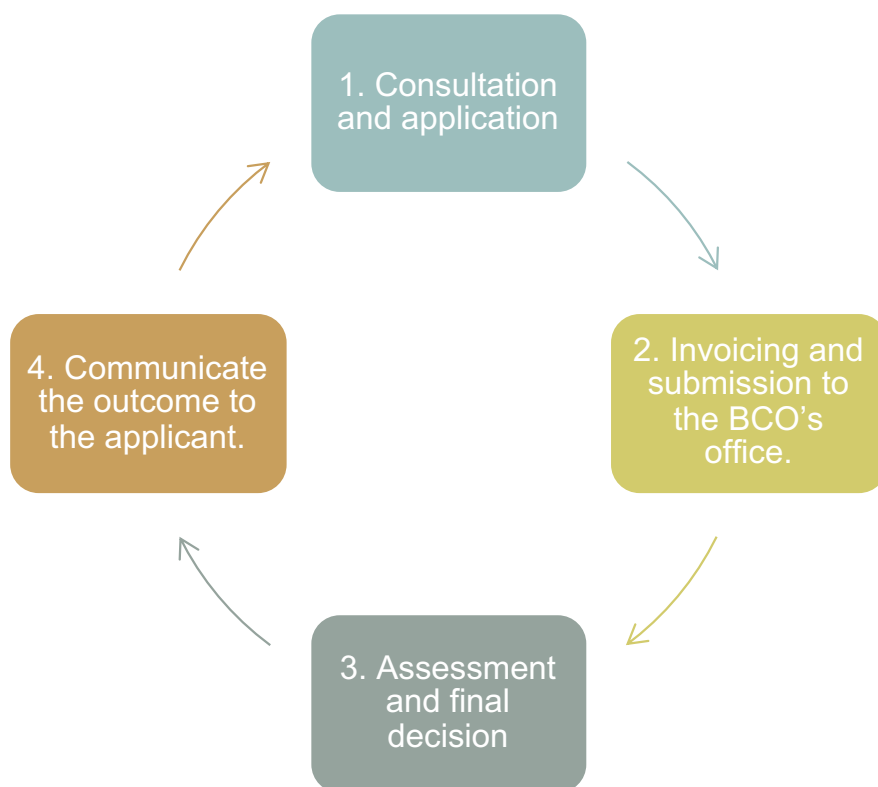 1. Consultation
and application
2. Invoicing and
submission to
the BCO’s
office.
3. Assessment
and final
decision
4. Communicate
the outcome to
the applicant.